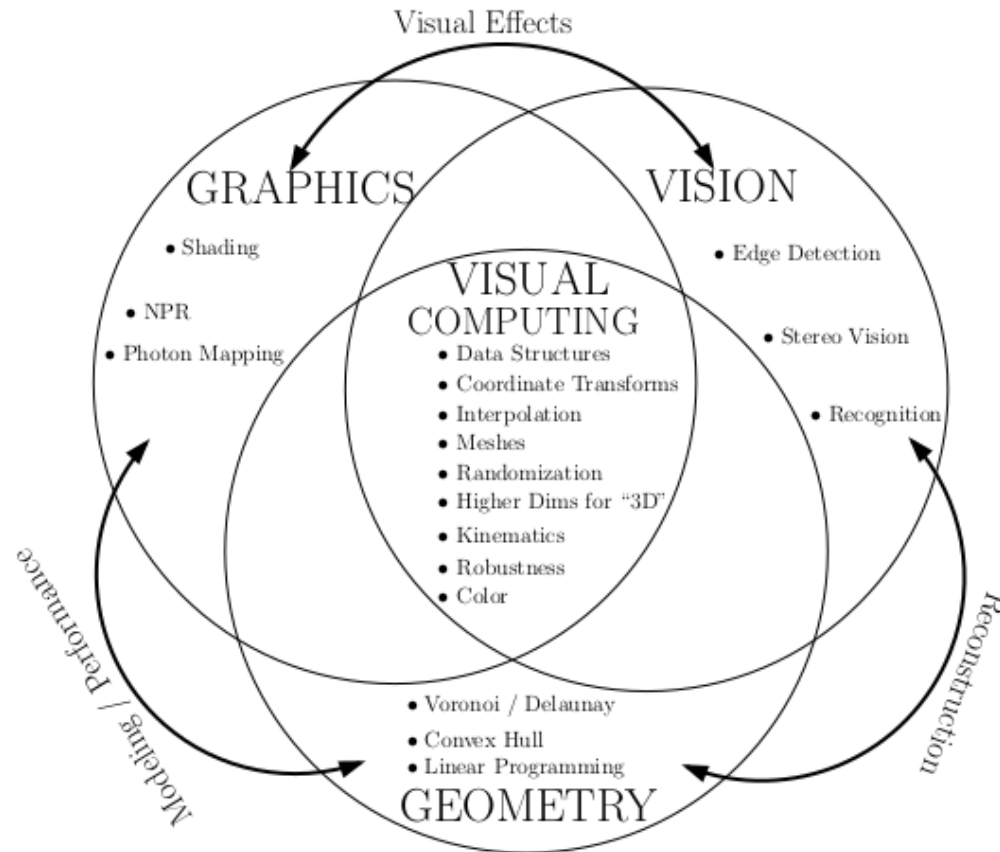 Visual Effects
GRAPHICS
• Shading
• NPR
• Photon Mapping
VISION
• Edge Detection
• Stereo Vision
• Recognition
VISUAL
COMPUTING
• Data Structures
• Coordinate Transforms
• Interpolation
• Meshes
• Randomization
• Higher Dims for “3D”
• Kinematics
• Robustness
• Color
Modeling / Performance
Reconstruction
• Voronoi / Delaunay
• Convex Hull
• Linear Programming
GEOMETRY